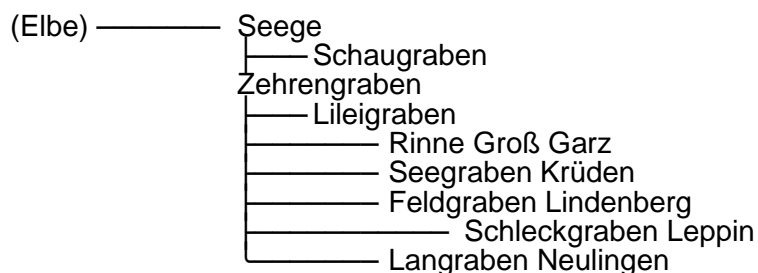 (Elbe) Seege
Schaugraben
Zehrengraben
Lileigraben
Rinne Groß Garz
Seegraben Krüden
Feldgraben Lindenberg
Schleckgraben Leppin
Langraben Neulingen